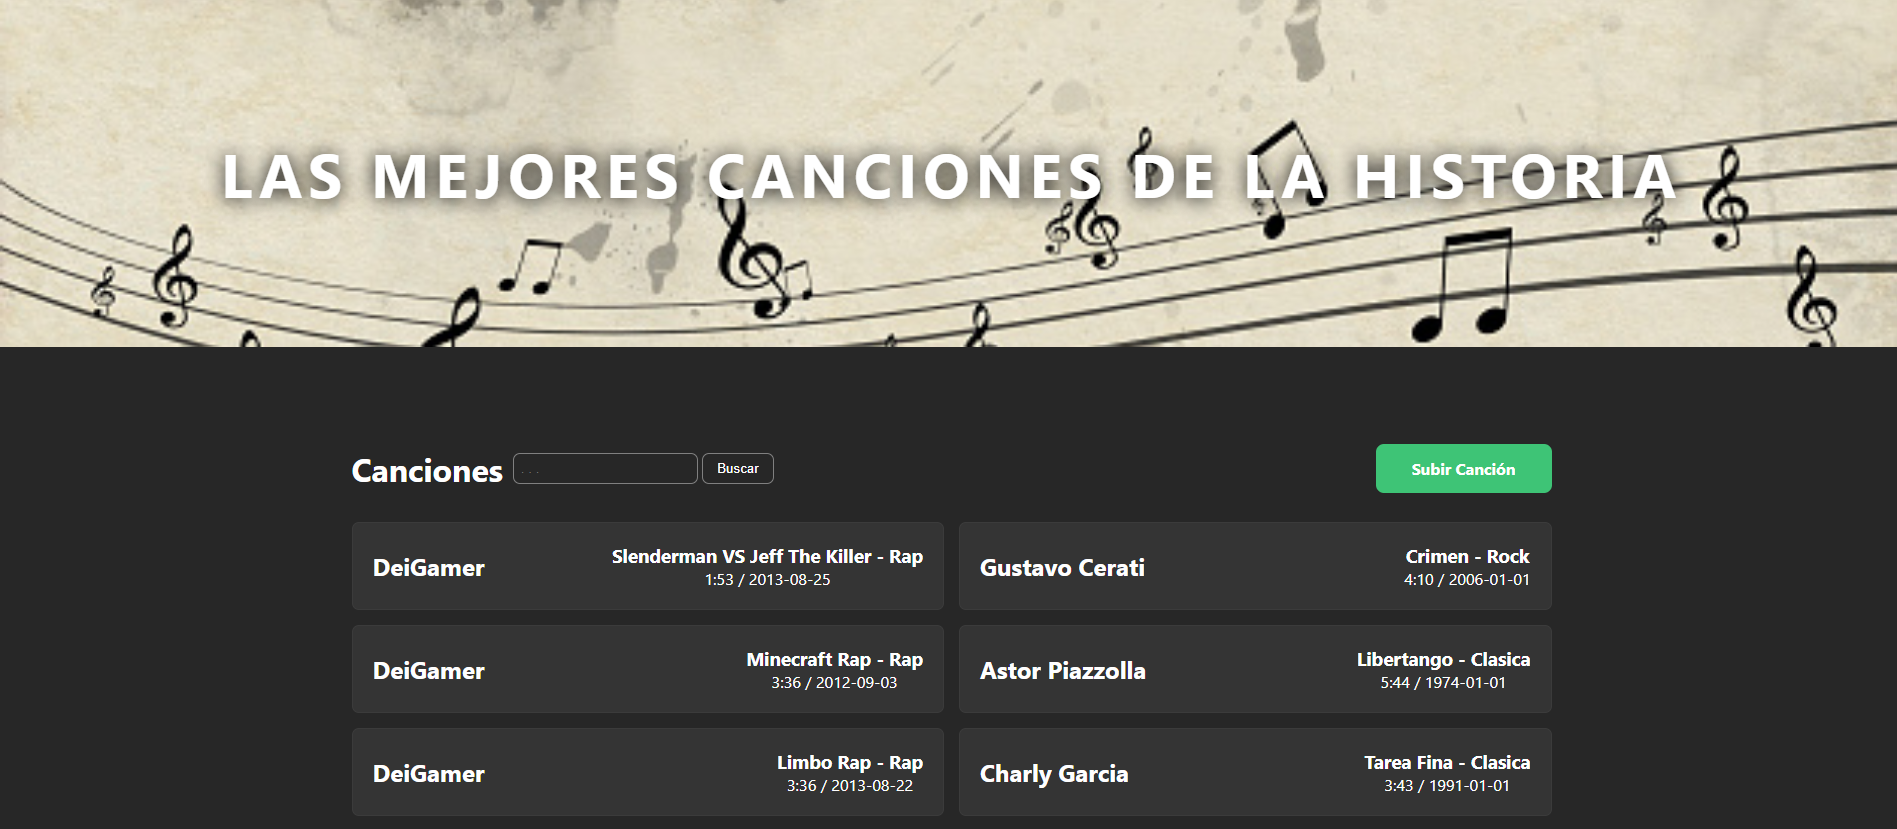 LAS MEJORES CANCIONES DE LA HISTORIA
Canciones
. . .
Buscar
Subir Canción
DeiGamer
Slenderman VS Jeff The Killer - Rap
1:53 / 2013-08-25
Gustavo Cerati
Crimen - Rock
4:10 / 2006-01-01
DeiGamer
Minecraft Rap - Rap
3:36 / 2012-09-03
Astor Piazzolla
Libertango - Clasica
5:44 / 1974-01-01
DeiGamer
Limbo Rap - Rap
3:36 / 2013-08-22
Charly Garcia
Tarea Fina - Clasica
3:43 / 1991-01-01